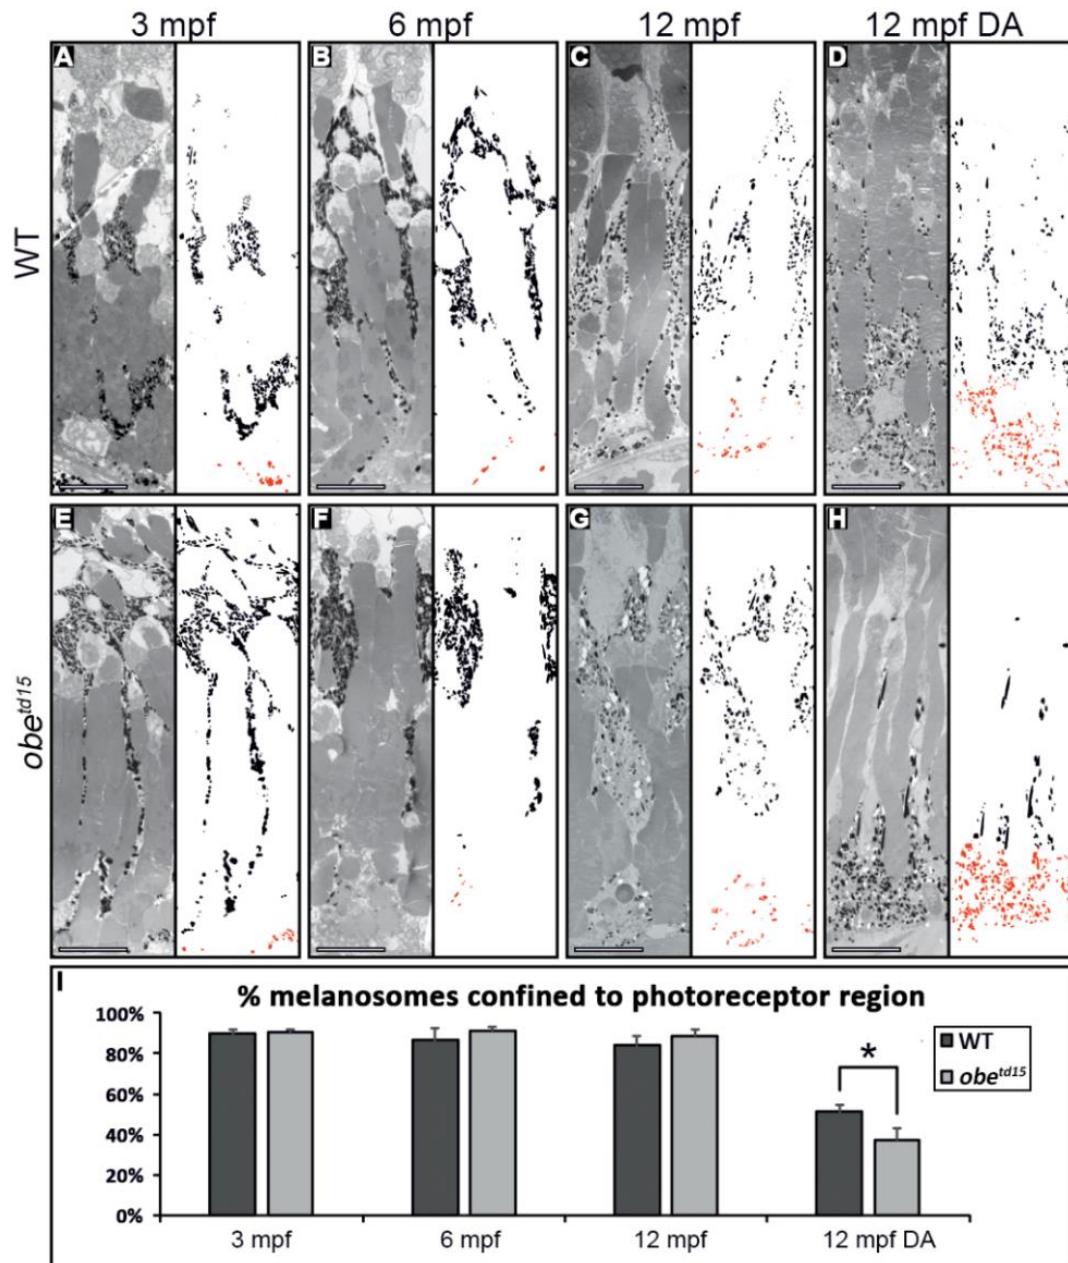 3 mpf 6 mpf 12 mpf 12 mpf DA
WT
A B C D
obe^td15
E F G H
I
% melanosomes confined to photoreceptor region
100%
80%
60%
40%
20%
0%
*
WT
obe^td15
3 mpf 6 mpf 12 mpf 12 mpf DA